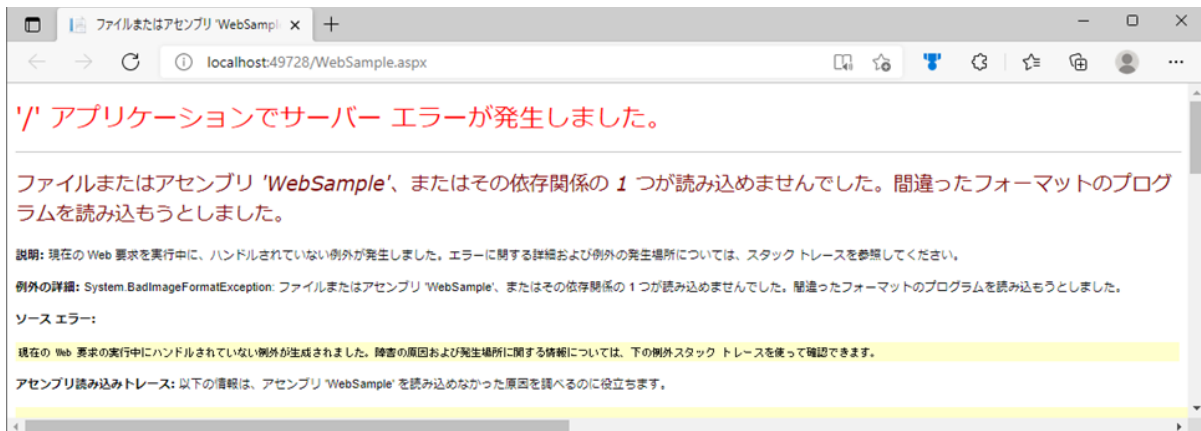 ファイルまたはアセンブリ 'WebSampl
localhost:49728/WebSample.aspx
'/' アプリケーションでサーバー エラーが発生しました。
ファイルまたはアセンブリ 'WebSample'、またはその依存関係の 1 つが読み込めませんでした。間違ったフォーマットのプログ
ラムを読み込もうとしました。
説明: 現在の Web 要求を実行中に、ハンドルされていない例外が発生しました。エラーに関する詳細および例外の発生場所については、スタック トレースを参照してください。
例外の詳細: System.BadImageFormatException: ファイルまたはアセンブリ 'WebSample'、またはその依存関係の 1 つが読み込めませんでした。間違ったフォーマットのプログラムを読み込もうとしました。
ソース エラー:
現在の Web 要求の実行中にハンドルされていない例外が生成されました。障害の原因および発生場所に関する情報については、下の例外スタック トレースを使って確認できます。
アセンブリ読み込みトレース: 以下の情報は、アセンブリ 'WebSample' を読み込めなかった原因を調べるのに役立ちます。